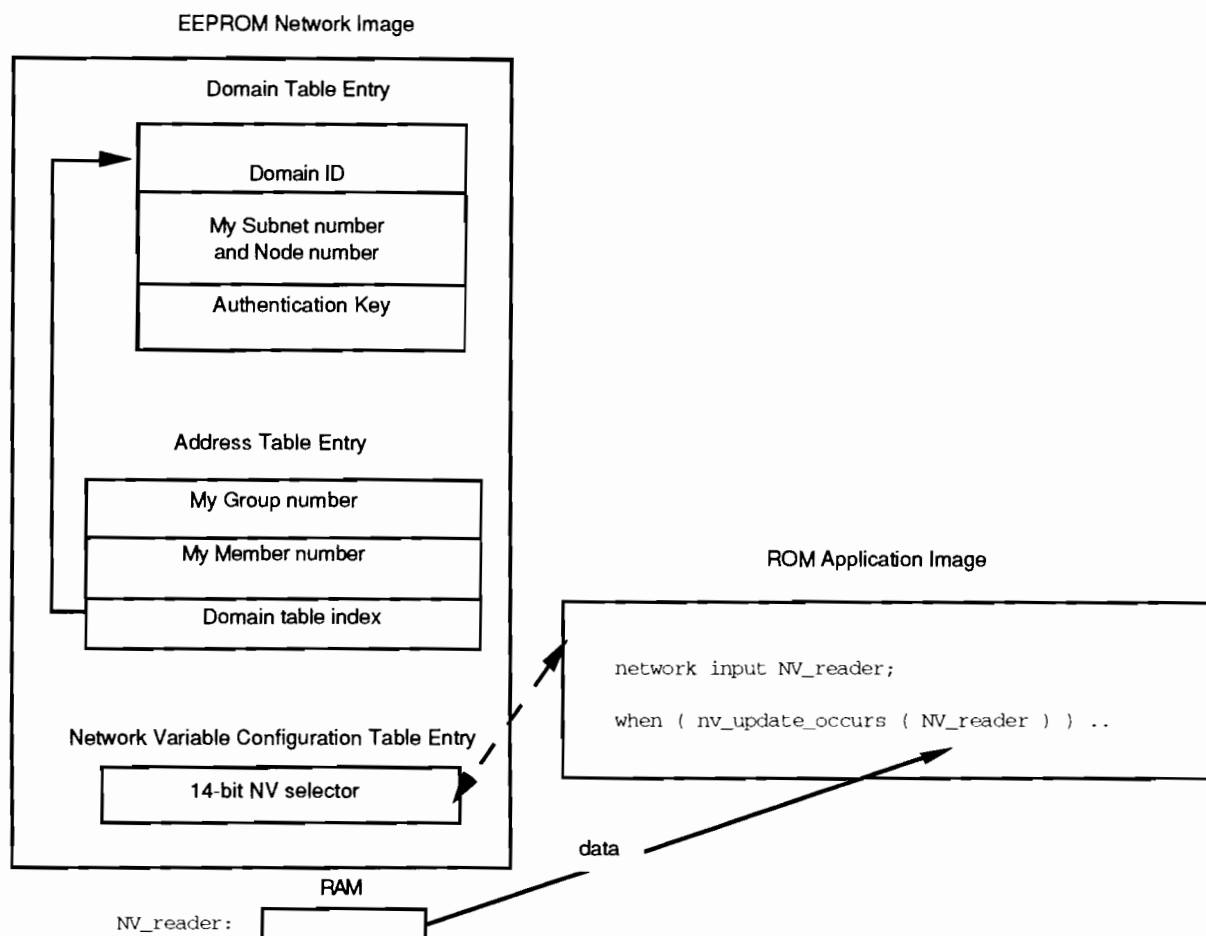 EEPROM Network Image
Domain Table Entry
Domain ID
My Subnet number
and Node number
Authentication Key
Address Table Entry
My Group number
My Member number
Domain table index
Network Variable Configuration Table Entry
14-bit NV selector
ROM Application Image
network input NV_reader;
when ( nv_update_occurs ( NV_reader ) ) ..
data
RAM
NV_reader: